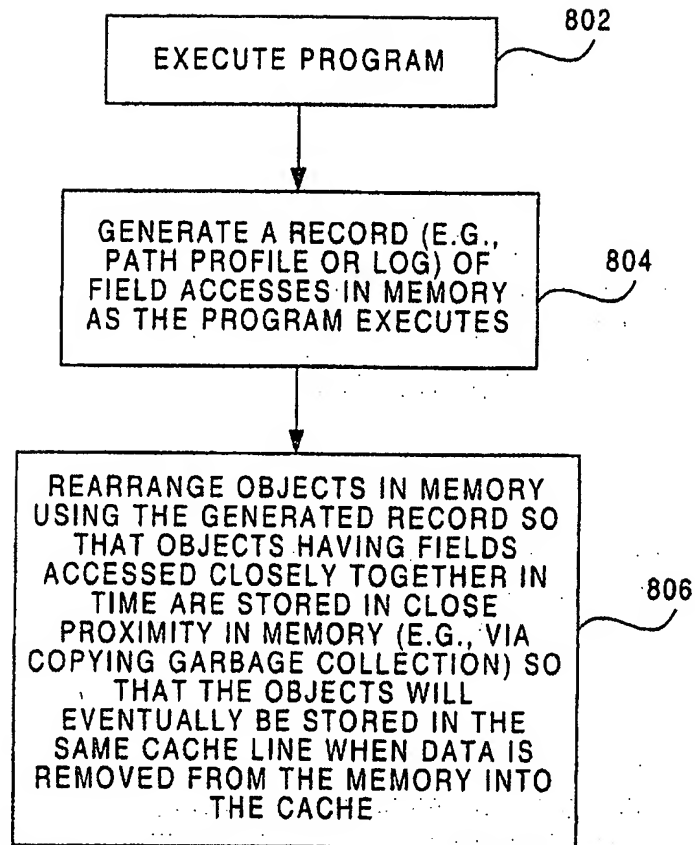 802
EXECUTE PROGRAM
GENERATE A RECORD (E.G.,
PATH PROFILE OR LOG) OF
FIELD ACCESSES IN MEMORY
AS THE PROGRAM EXECUTES
804
REARRANGE OBJECTS IN MEMORY
USING THE GENERATED RECORD SO
THAT OBJECTS HAVING FIELDS
ACCESSED CLOSELY TOGETHER IN
TIME ARE STORED IN CLOSE
PROXIMITY IN MEMORY (E.G., VIA
COPYING GARBAGE COLLECTION) SO
THAT THE OBJECTS WILL
EVENTUALLY BE STORED IN THE
SAME CACHE LINE WHEN DATA IS
REMOVED FROM THE MEMORY INTO
THE CACHE
806